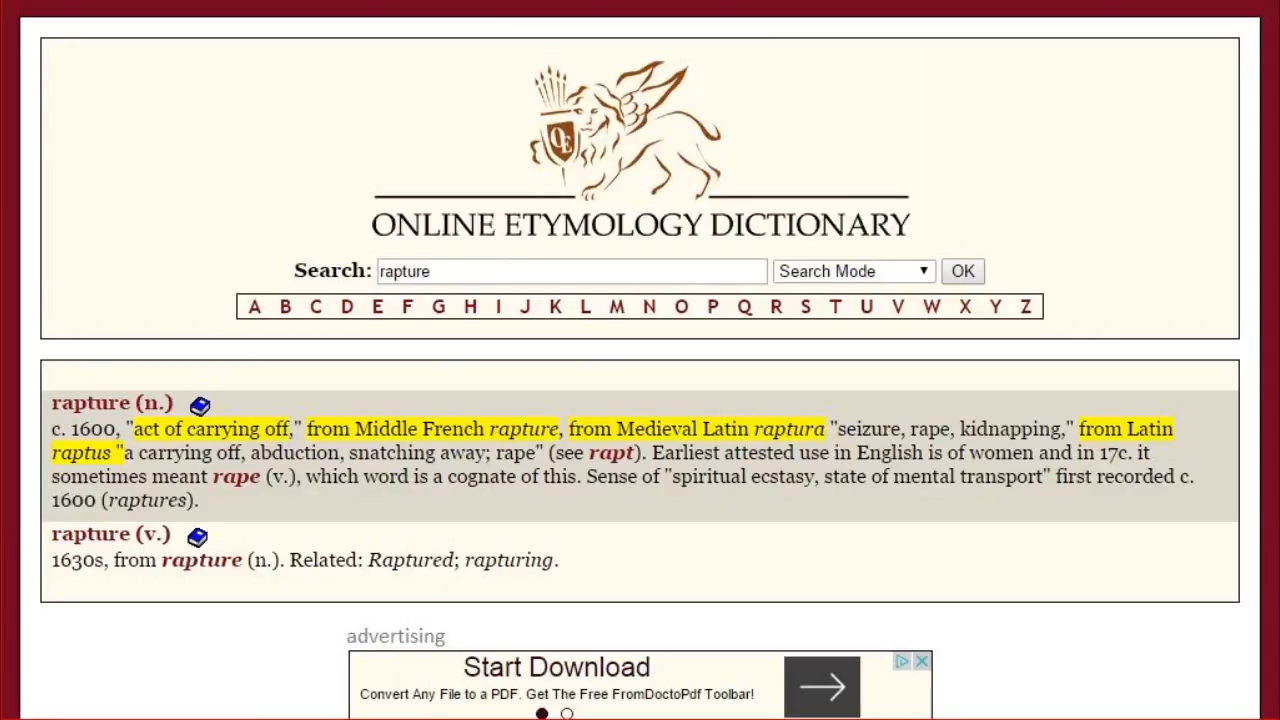 OE
ONLINE ETYMOLOGY DICTIONARY
Search: rapture Search Mode OK
A B C D E F G H I J K L M N O P Q R S T U V W X Y Z
rapture (n.)
c. 1600, "act of carrying off," from Middle French rapture, from Medieval Latin raptura "seizure, rape, kidnapping," from Latin
raptus "a carrying off, abduction, snatching away; rape" (see rapt). Earliest attested use in English is of women and in 17c. it
sometimes meant rape (v.), which word is a cognate of this. Sense of "spiritual ecstasy, state of mental transport" first recorded c.
1600 (raptures).
rapture (v.)
1630s, from rapture (n.). Related: Raptured; rapturing.
advertising
Start Download
Convert Any File to a PDF. Get The Free FromDoctoPdf Toolbar!